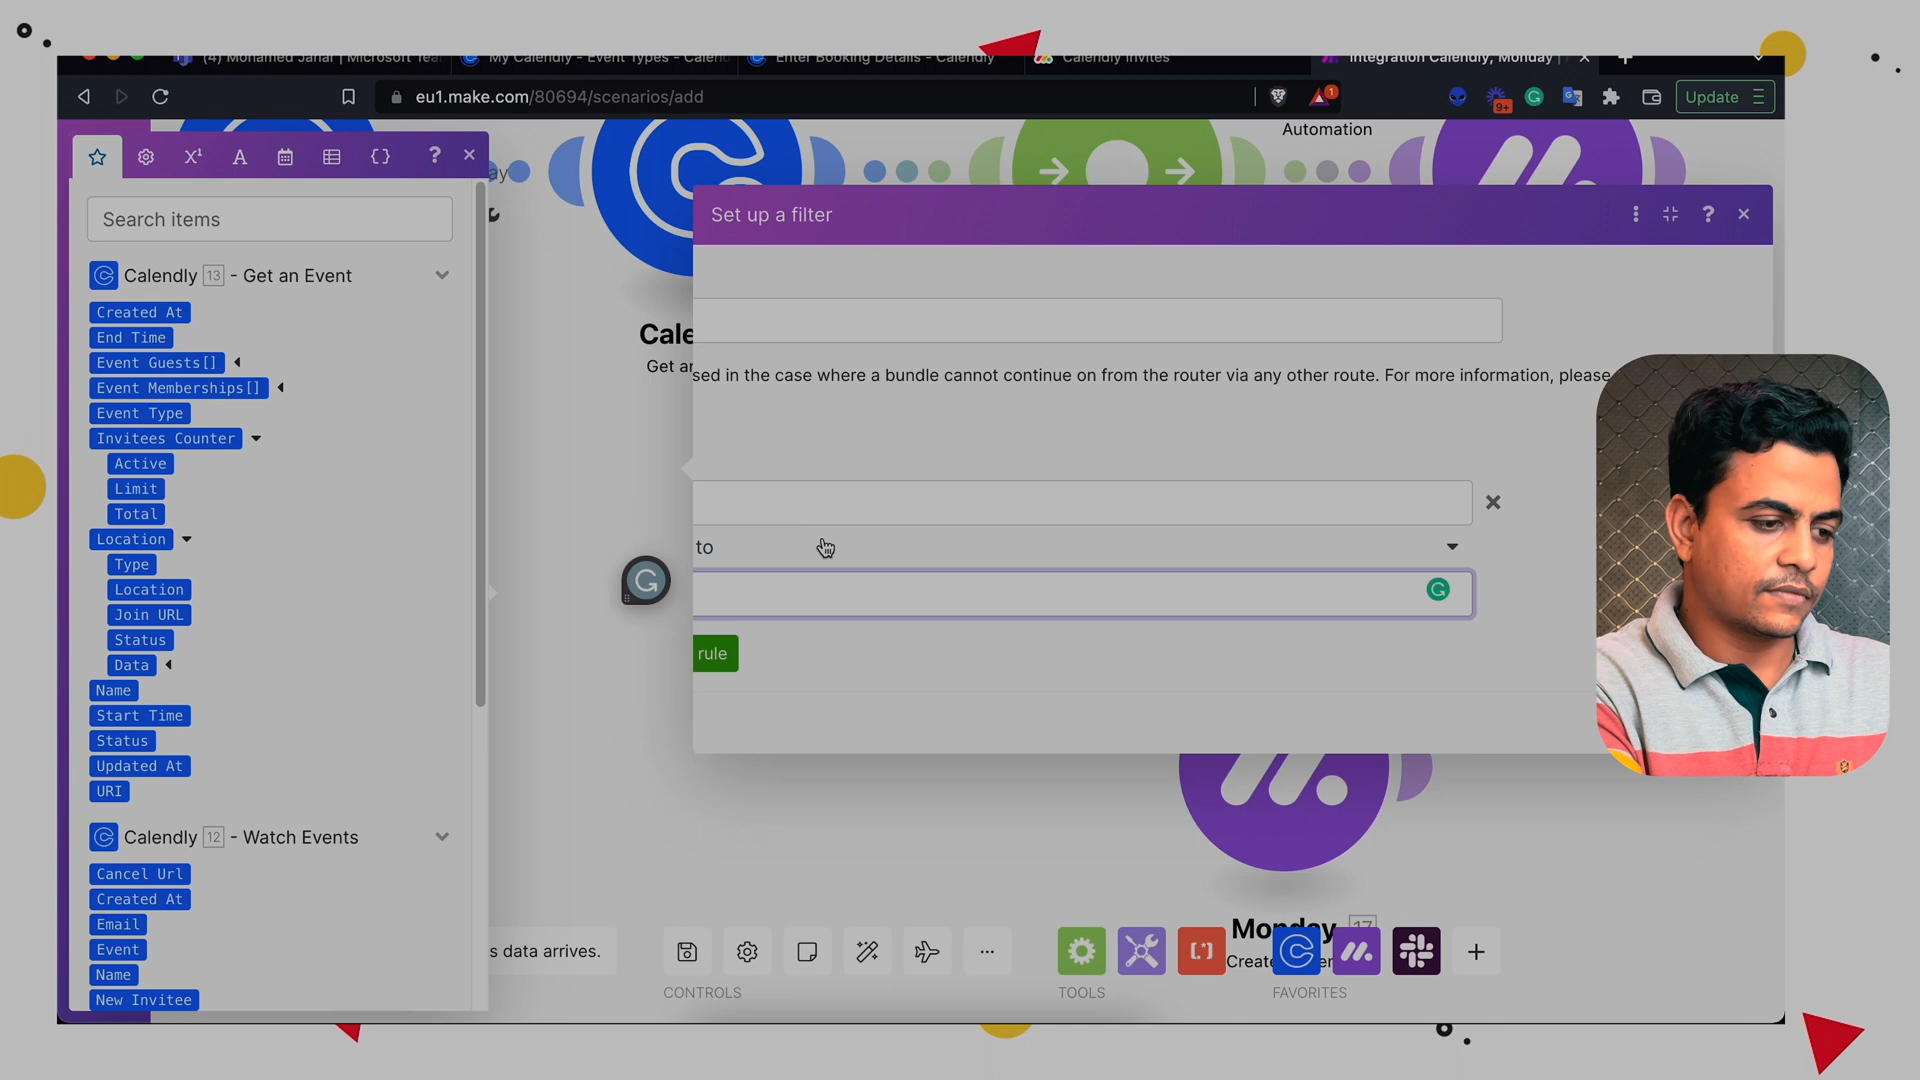 (4) Mohamed Jahar | Microsoft Tea
My Calendly - Event Types - Calend
Enter Booking Details - Calendly
Calendly Invites
Integration Calendly, Monday |
eu1.make.com/80694/scenarios/add
1
9+
Update
Automation
ay
Set up a filter
Search items
Calendly 13 - Get an Event
Created At
End Time
Event Guests[]
Event Memberships[]
Event Type
Invitees Counter
Active
Limit
Total
Location
Type
Location
Join URL
Status
Data
Name
Start Time
Status
Updated At
URI
Calendly 12 - Watch Events
Cancel Url
Created At
Email
Event
Name
New Invitee
Cale
Get an
sed in the case where a bundle cannot continue on from the router via any other route. For more information, please
to
rule
s data arrives.
CONTROLS
TOOLS
FAVORITES
Monday 17
Create